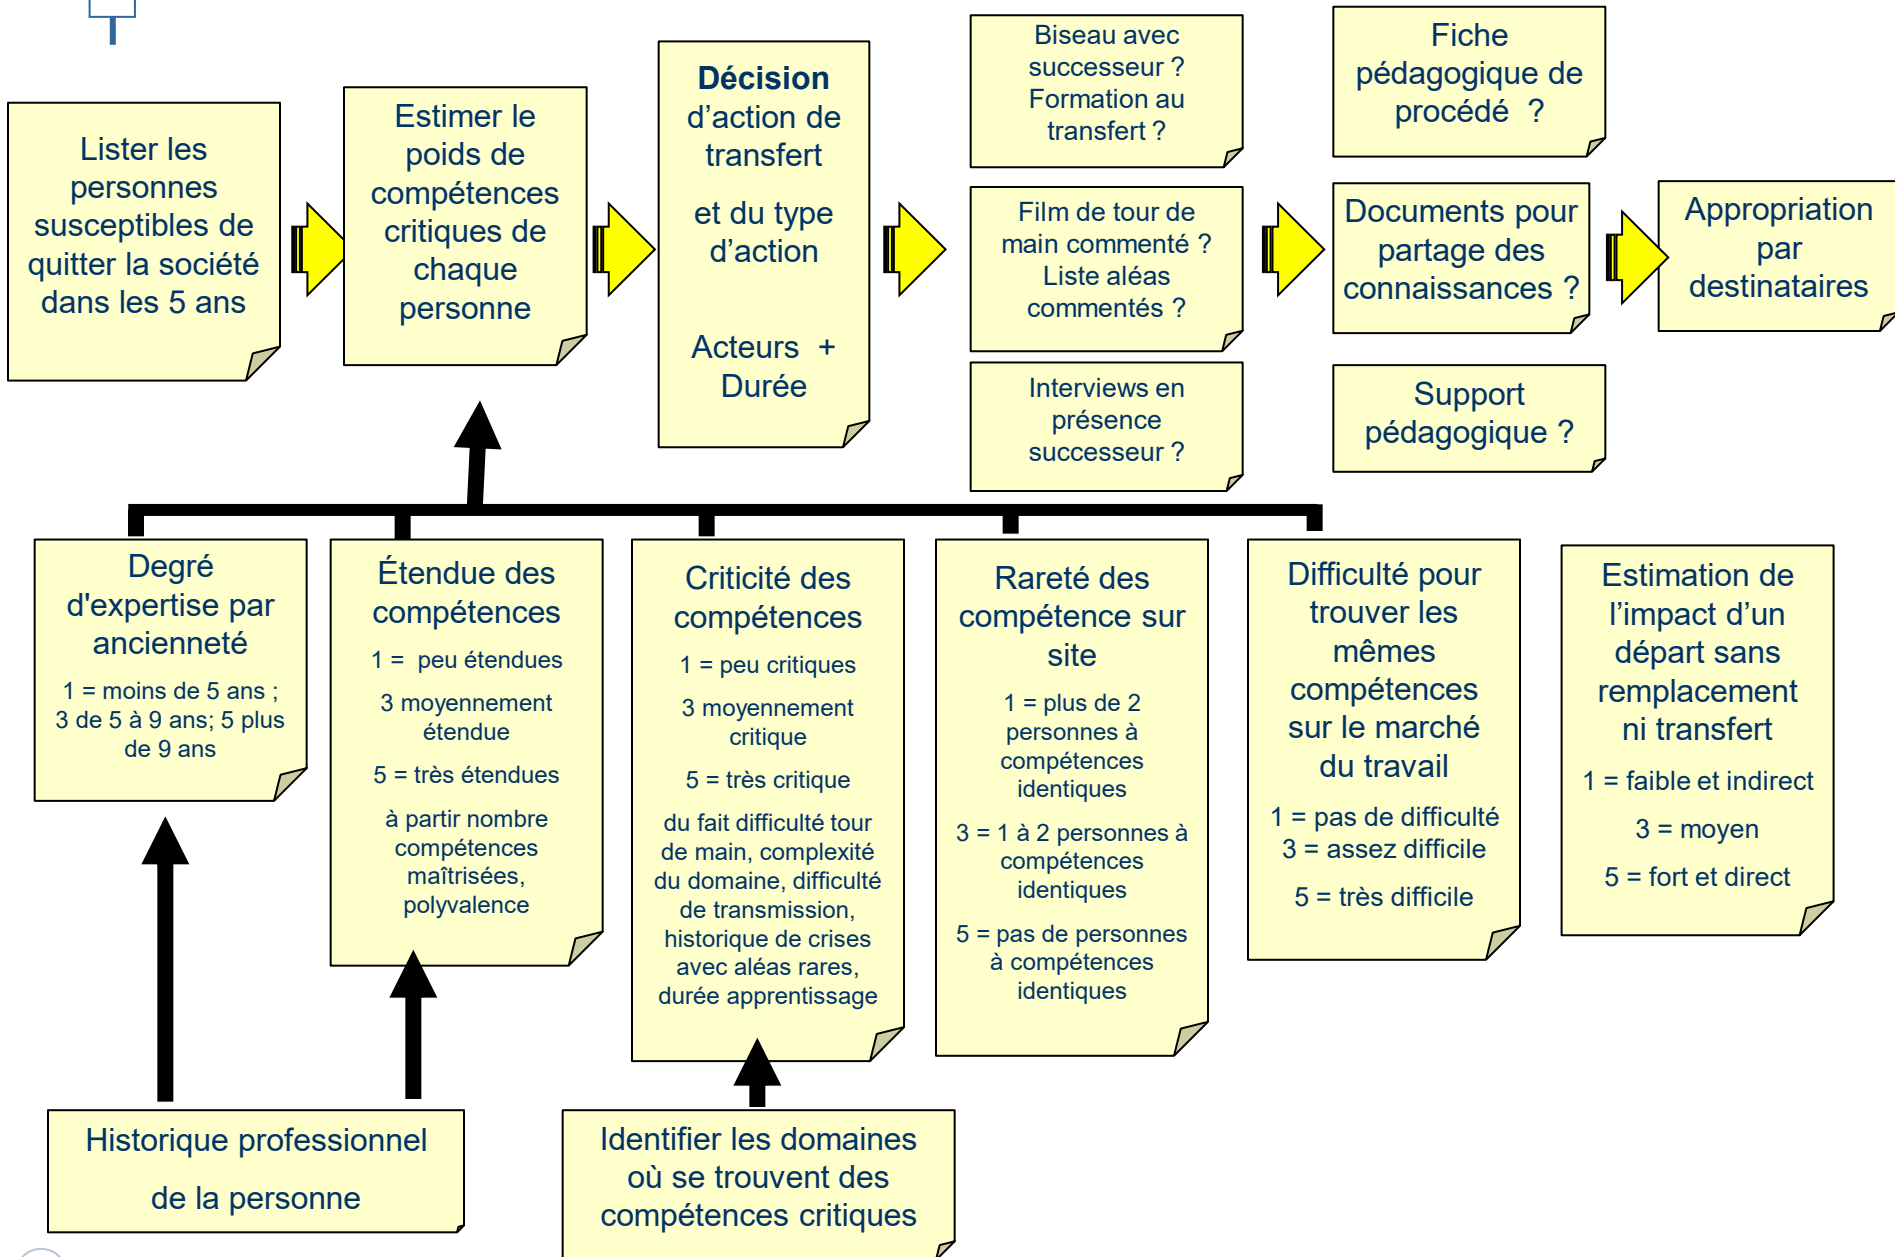 Lister les
personnes
susceptibles de
quitter la société
dans les 5 ans
Estimer le
poids de
compétences
critiques de
chaque
personne
Décision
d’action de
transfert
et du type
d’action
Acteurs +
Durée
Biseau avec
successeur ?
Formation au
transfert ?
Film de tour de
main commenté ?
Liste aléas
commentés ?
Interviews en
présence
successeur ?
Fiche
pédagogique de
procédé ?
Documents pour
partage des
connaissances ?
Support
pédagogique ?
Appropriation
par
destinataires
Degré
d'expertise par
ancienneté
1 = moins de 5 ans ;
3 de 5 à 9 ans; 5 plus
de 9 ans
Étendue des
compétences
1 = peu étendues
3 moyennement
étendue
5 = très étendues
à partir nombre
compétences
maîtrisées,
polyvalence
Criticité des
compétences
1 = peu critiques
3 moyennement
critique
5 = très critique
du fait difficulté tour
de main, complexité
du domaine, difficulté
de transmission,
historique de crises
avec aléas rares,
durée apprentissage
Rareté des
compétence sur
site
1 = plus de 2
personnes à
compétences
identiques
3 = 1 à 2 personnes à
compétences
identiques
5 = pas de personnes
à compétences
identiques
Difficulté pour
trouver les
mêmes
compétences
sur le marché
du travail
1 = pas de difficulté
3 = assez difficile
5 = très difficile
Estimation de
l’impact d’un
départ sans
remplacement
ni transfert
1 = faible et indirect
3 = moyen
5 = fort et direct
Historique professionnel
de la personne
Identifier les domaines
où se trouvent des
compétences critiques